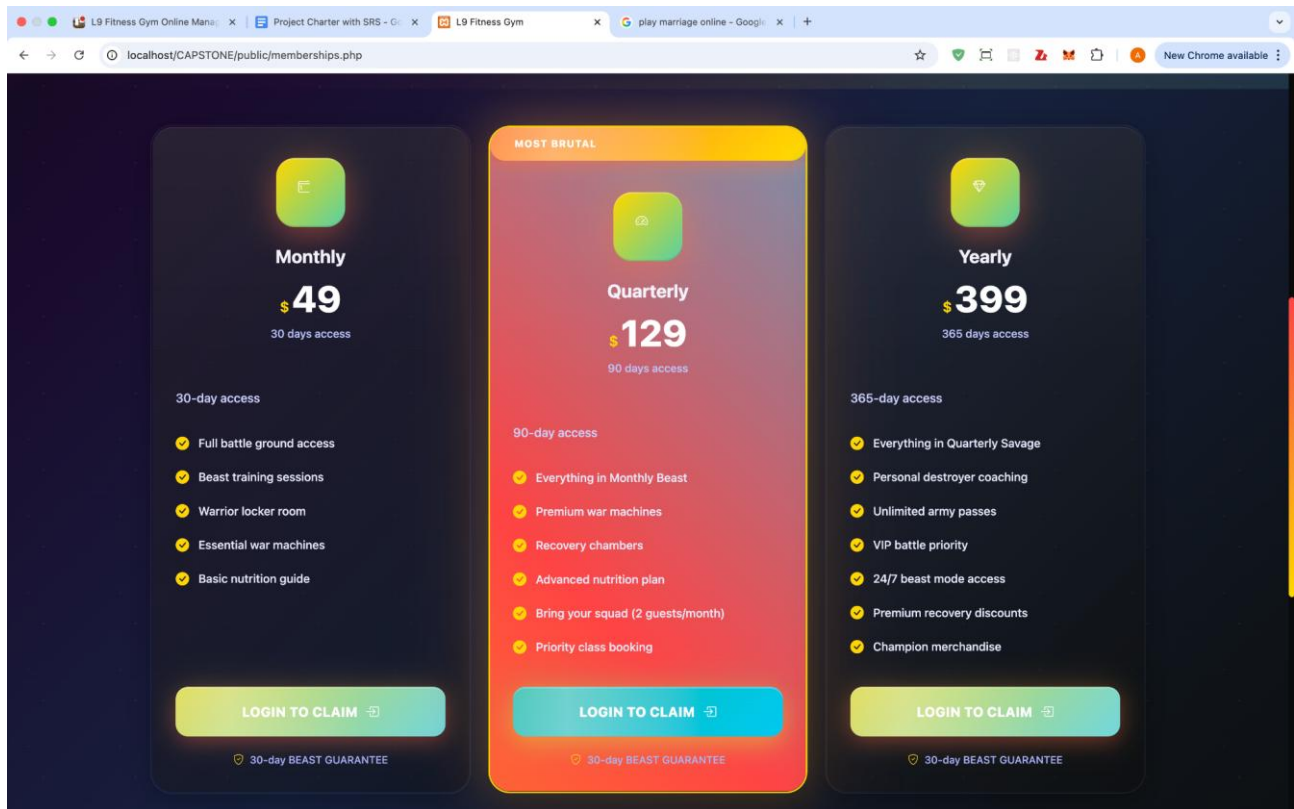 L9 Fitness Gym Online Manag
Project Charter with SRS - Go
L9 Fitness Gym
play marriage online - Google
localhost/CAPSTONE/public/memberships.php
A
New Chrome available
Monthly
$49
30 days access
30-day access
Full battle ground access
Beast training sessions
Warrior locker room
Essential war machines
Basic nutrition guide
LOGIN TO CLAIM
30-day BEAST GUARANTEE
MOST BRUTAL
Quarterly
$129
90 days access
90-day access
Everything in Monthly Beast
Premium war machines
Recovery chambers
Advanced nutrition plan
Bring your squad (2 guests/month)
Priority class booking
LOGIN TO CLAIM
30-day BEAST GUARANTEE
Yearly
$399
365 days access
365-day access
Everything in Quarterly Savage
Personal destroyer coaching
Unlimited army passes
VIP battle priority
24/7 beast mode access
Premium recovery discounts
Champion merchandise
LOGIN TO CLAIM
30-day BEAST GUARANTEE